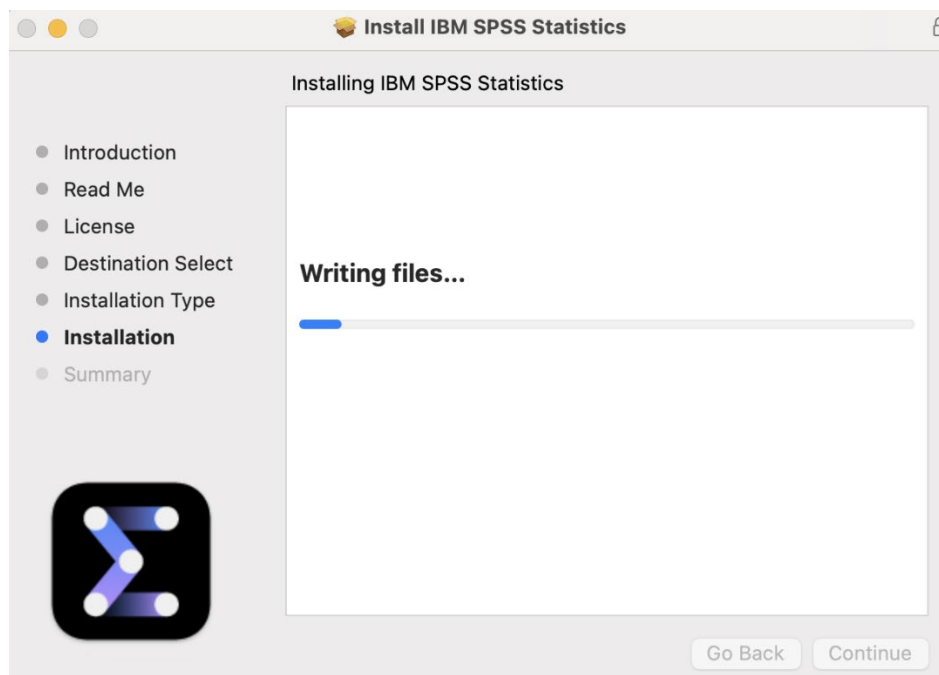 Install IBM SPSS Statistics
Installing IBM SPSS Statistics
Introduction
Read Me
License
Destination Select
Installation Type
Installation
Summary
Writing files...
Go Back
Continue